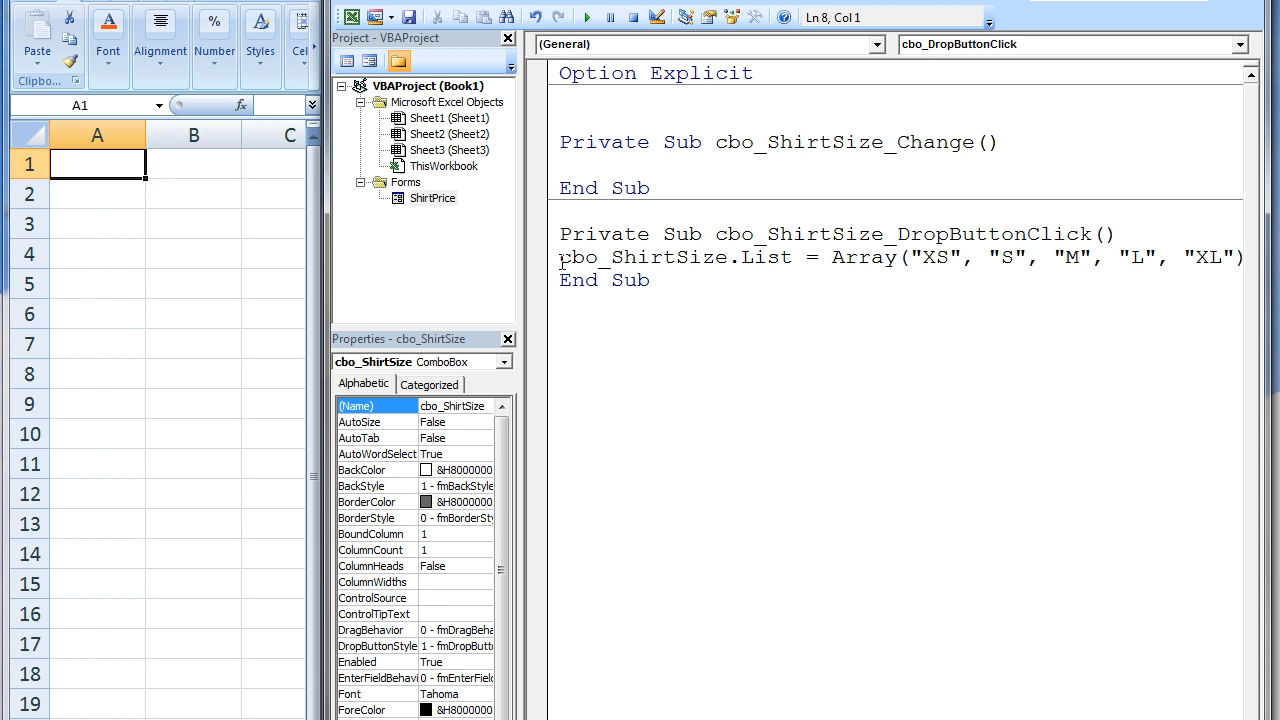 Ln 8, Col 1
Paste
Font
Alignment
Number
Styles
Cel
Clipbo...
A1
fx
A
B
C
1
2
3
4
5
6
7
8
9
10
11
12
13
14
15
16
17
18
19
Project - VBAProject
VBAProject (Book1)
Microsoft Excel Objects
Sheet1 (Sheet1)
Sheet2 (Sheet2)
Sheet3 (Sheet3)
ThisWorkbook
Forms
ShirtPrice
Properties - cbo_ShirtSize
cbo_ShirtSize ComboBox
Alphabetic Categorized
(Name) cbo_ShirtSize
AutoSize False
AutoTab False
AutoWordSelect True
BackColor &H8000000
BackStyle 1 - fmBackStyle
BorderColor &H8000000
BorderStyle 0 - fmBorderSty
BoundColumn 1
ColumnCount 1
ColumnHeads False
ColumnWidths
ControlSource
ControlTipText
DragBehavior 0 - fmDragBeha
DropButtonStyle 1 - fmDropButt
Enabled True
EnterFieldBehavi 0 - fmEnterField
Font Tahoma
ForeColor &H8000000
(General)
cbo_DropButtonClick
Option Explicit
Private Sub cbo_ShirtSize_Change()
End Sub
Private Sub cbo_ShirtSize_DropButtonClick()
cbo_ShirtSize.List = Array("XS", "S", "M", "L", "XL")
End Sub